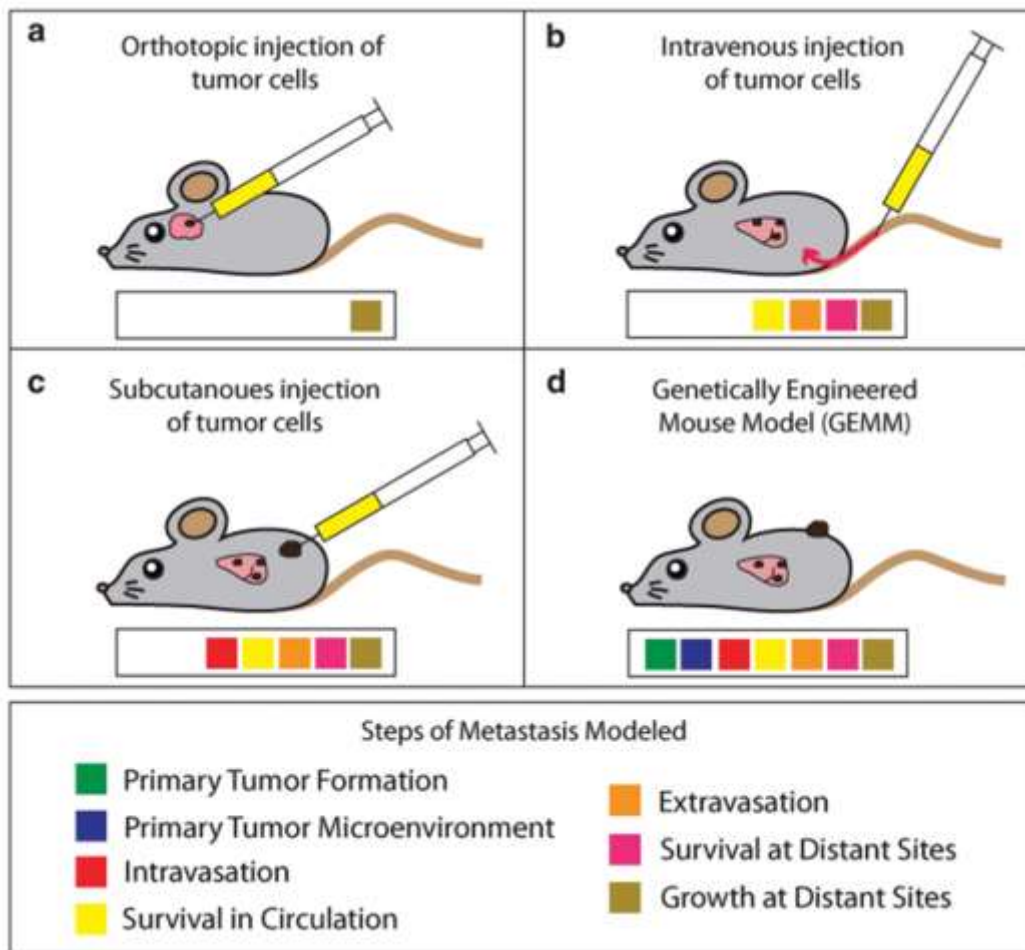 a
Orthotopic injection of
tumor cells
b
Intravenous injection
of tumor cells
c
Subcutanoues injection
of tumor cells
d
Genetically Engineered
Mouse Model (GEMM)
Steps of Metastasis Modeled
Primary Tumor Formation
Primary Tumor Microenvironment
Intravasation
Survival in Circulation
Extravasation
Survival at Distant Sites
Growth at Distant Sites